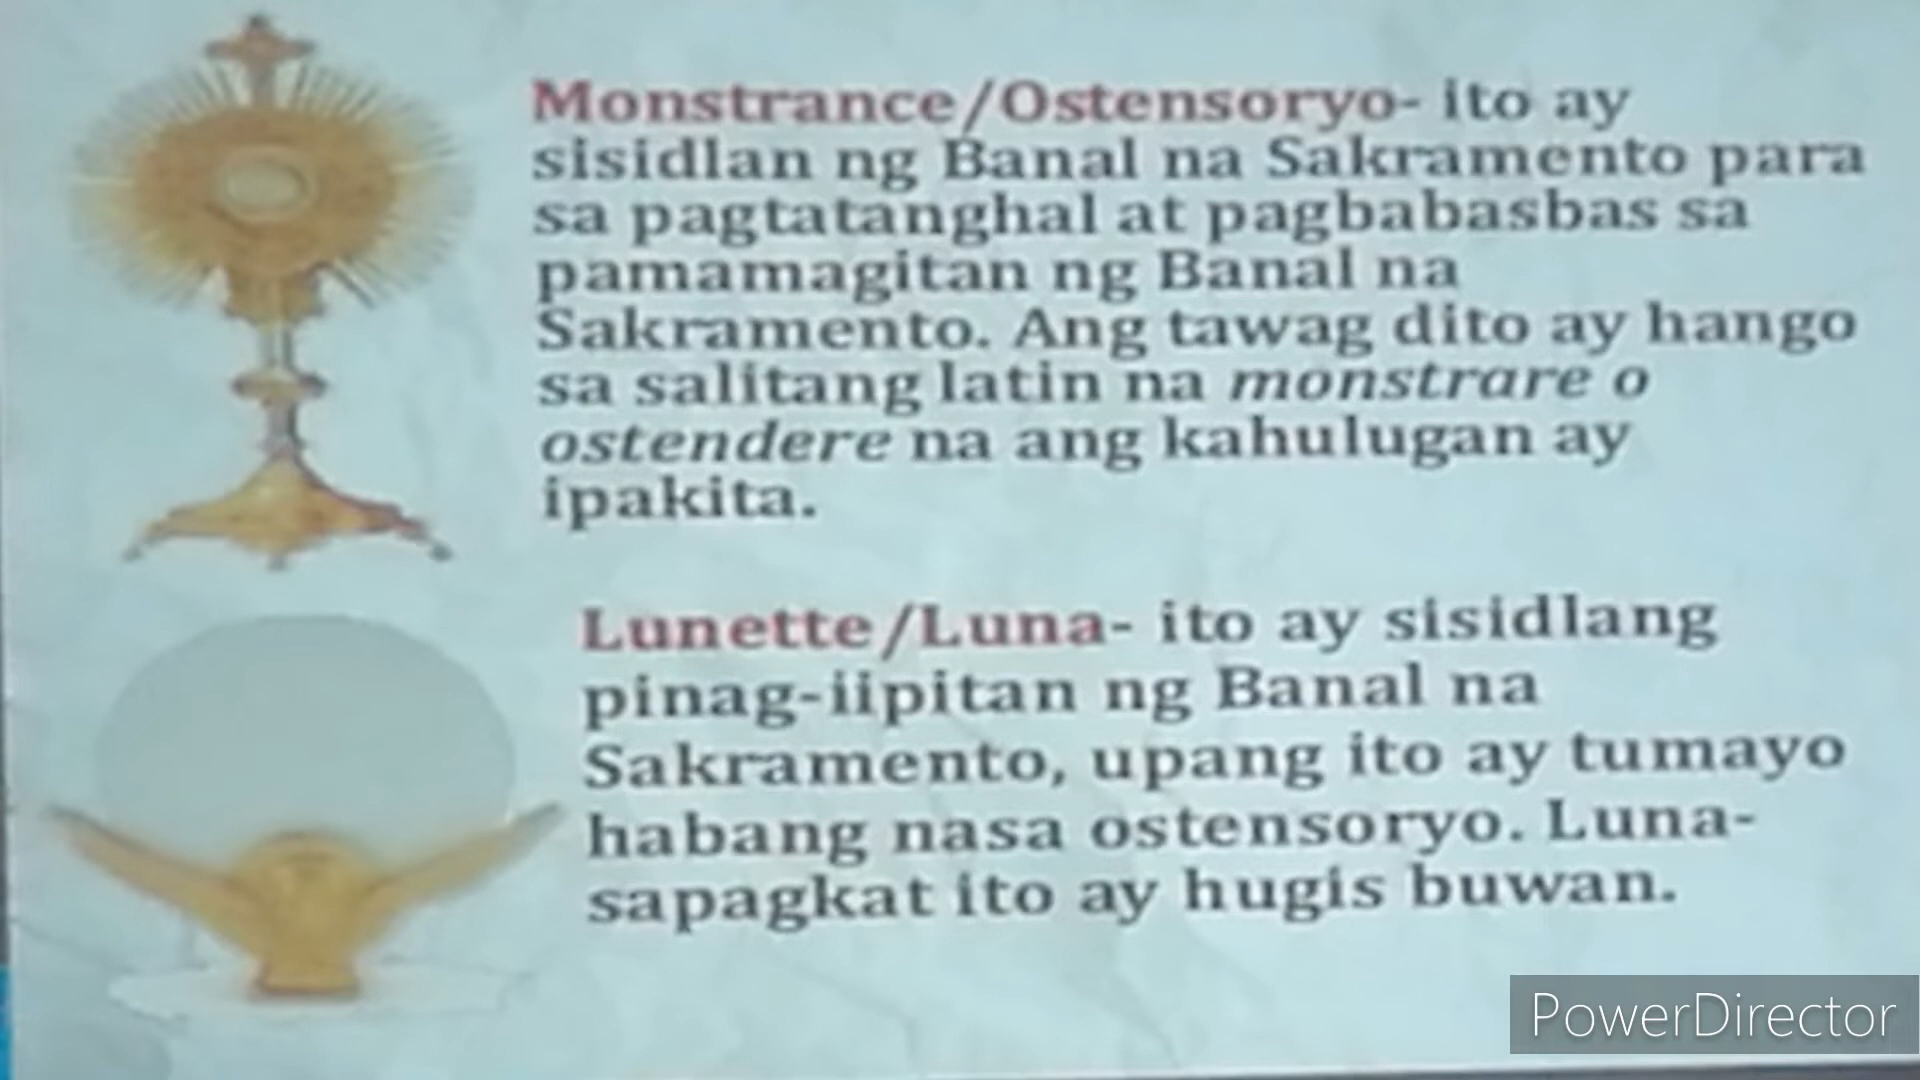 Monstrance/Ostensoryo- ito ay
sisidlan ng Banal na Sakramento para
sa pagtatanghal at pagbabasbas sa
pamamagitan ng Banal na
Sakramento. Ang tawag dito ay hango
sa salitang latin na monstrare o
ostendere na ang kahulugan ay
ipakita.
Lunette/Luna- ito ay sisidlang
pinag-iipitan ng Banal na
Sakramento, upang ito ay tumayo
habang nasa ostensoryo. Luna-
sapagkat ito ay hugis buwan.
PowerDirector